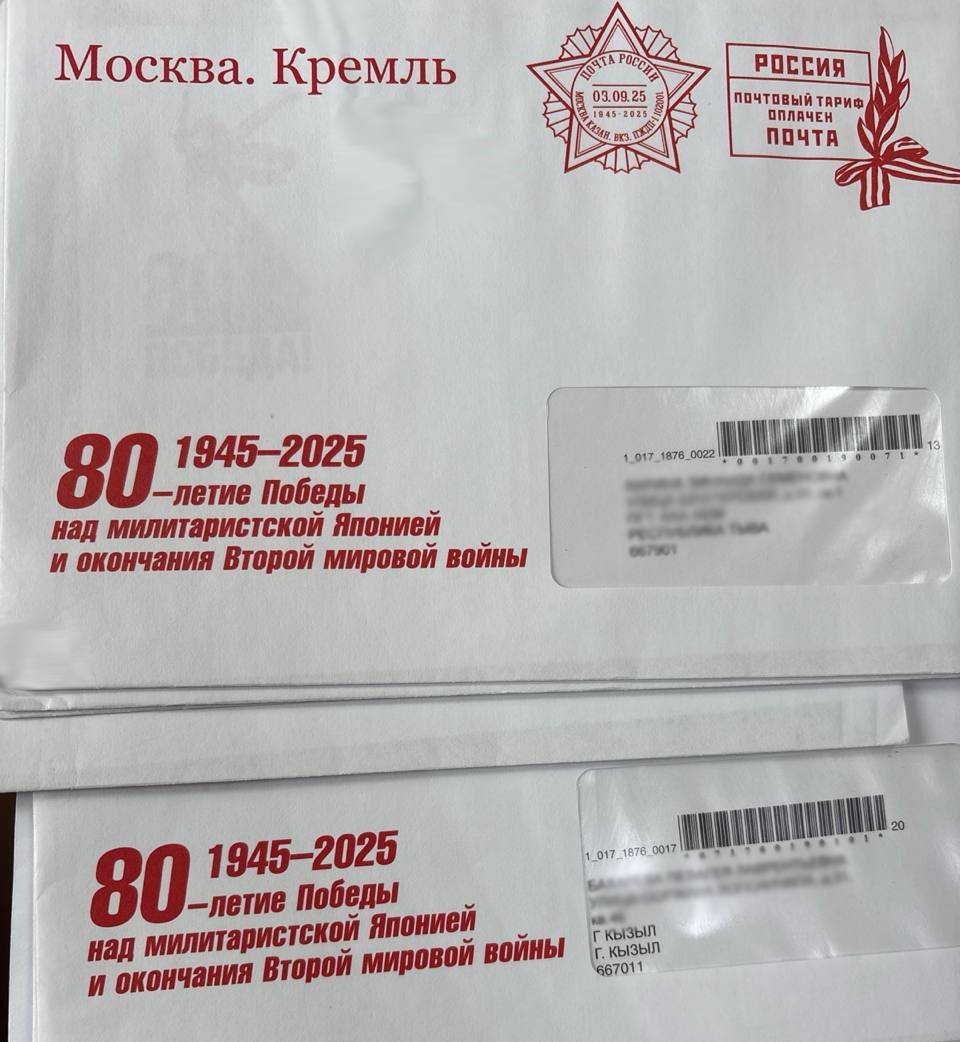 Москва. Кремль
ПОЧТА РОССИИ
03.09.25
1945-2025
МОСКВА КАЗАН. ВКЗ. ПЖДП-1 102001
РОССИЯ
ПОЧТОВЫЙ ТАРИФ
ОПЛАЧЕН
ПОЧТА
80 1945–2025
–летие Победы
над милитаристской Японией
и окончания Второй мировой войны
1_017_1876_0022
13
РЕСПУБЛИКА ТЫВА
667901
80 1945–2025
–летие Победы
над милитаристской Японией
и окончания Второй мировой войны
1_017_1876_0017
20
Г КЫЗЫЛ
Г. КЫЗЫЛ
667011